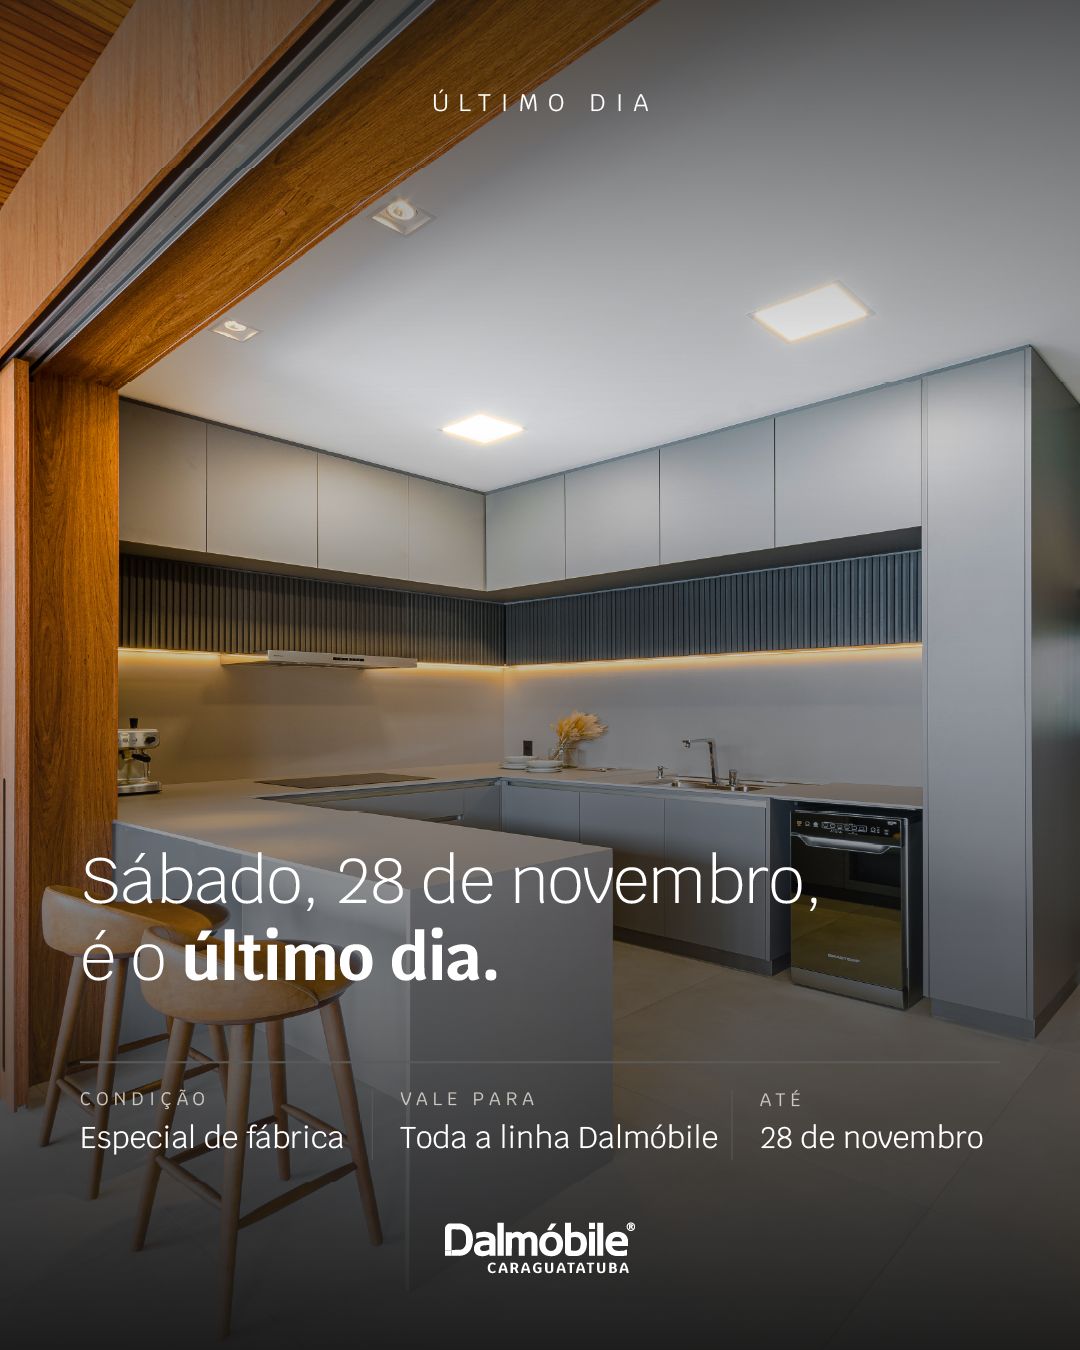 ÚLTIMO DIA
Sábado, 28 de novembro,
é o último dia.
CONDIÇÃO
Especial de fábrica
VALE PARA
Toda a linha Dalmóbile
ATÉ
28 de novembro
Dalmóbile®
CARAGUATATUBA